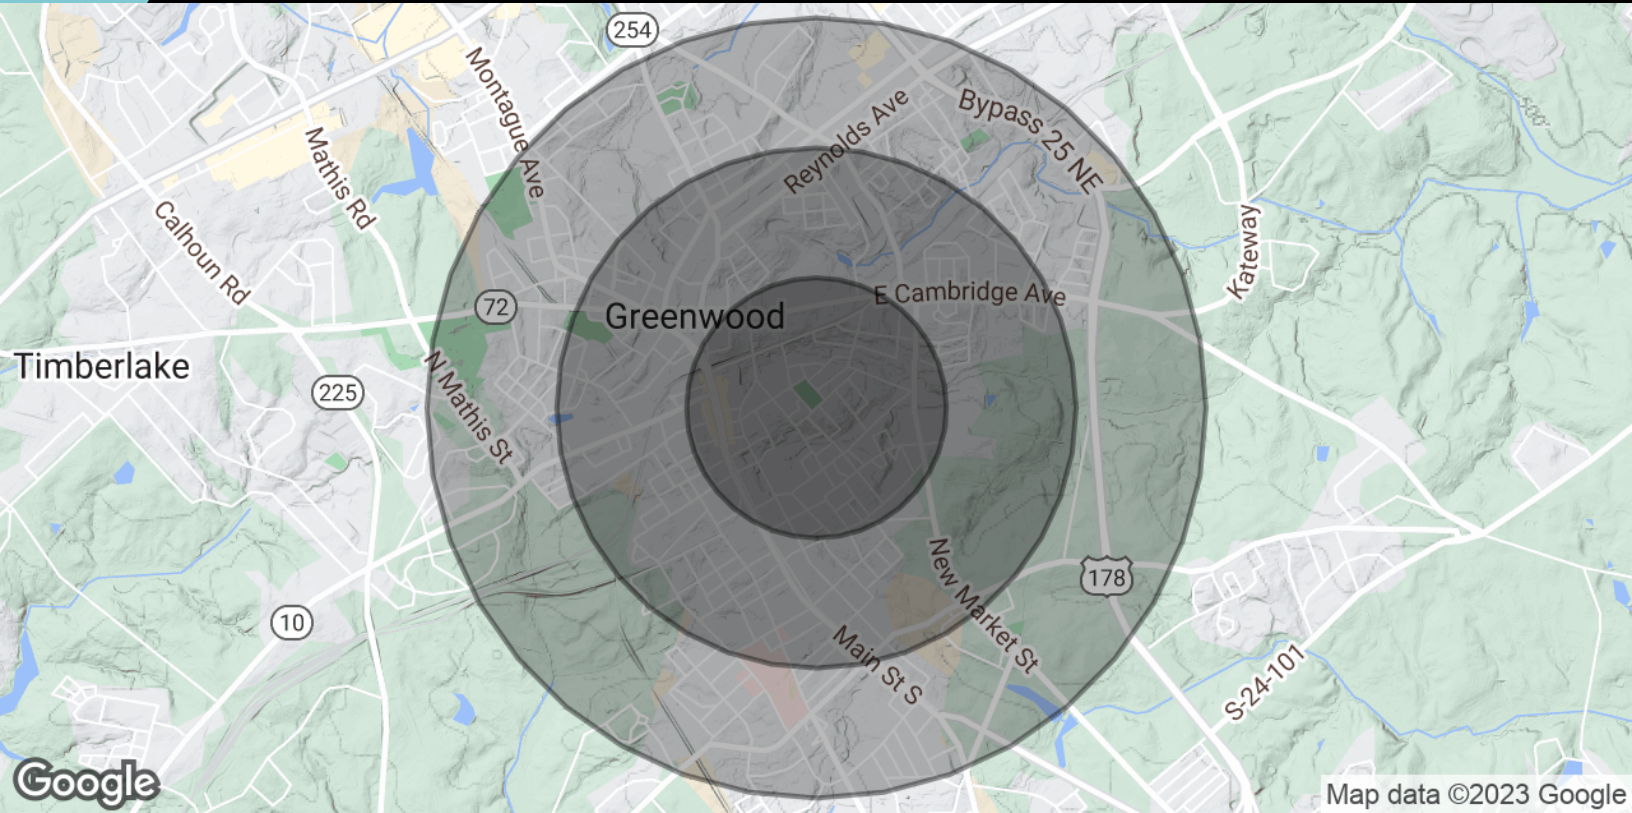 254
Montague Ave
Reynolds Ave
Bypass 25 NE
500
Mathis Rd
Calhoun Rd
Kateway
72
E Cambridge Ave
Greenwood
Timberlake
225
N Mathis St
New Market St
178
10
Main St S
S-24-101
Google
Map data ©2023 Google